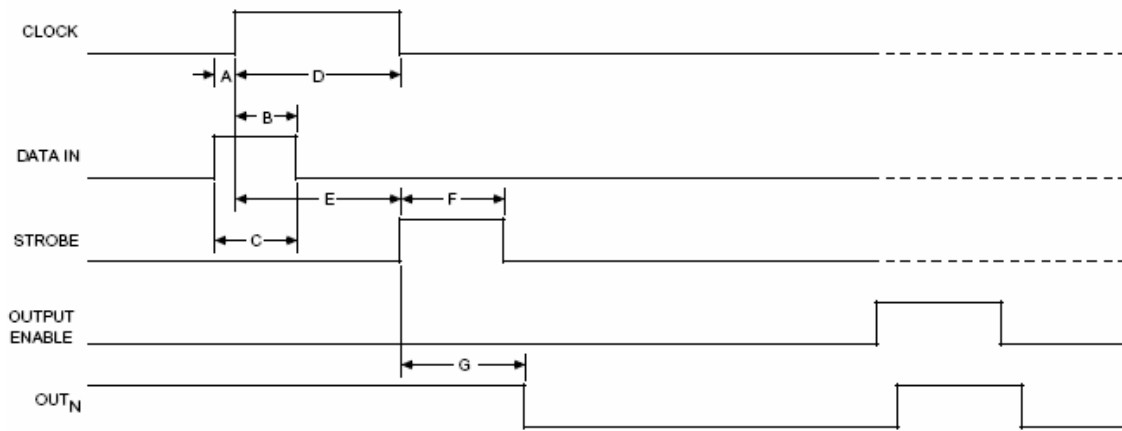 CLOCK
A
D
B
DATA IN
E
F
C
STROBE
OUTPUT
ENABLE
G
OUTN